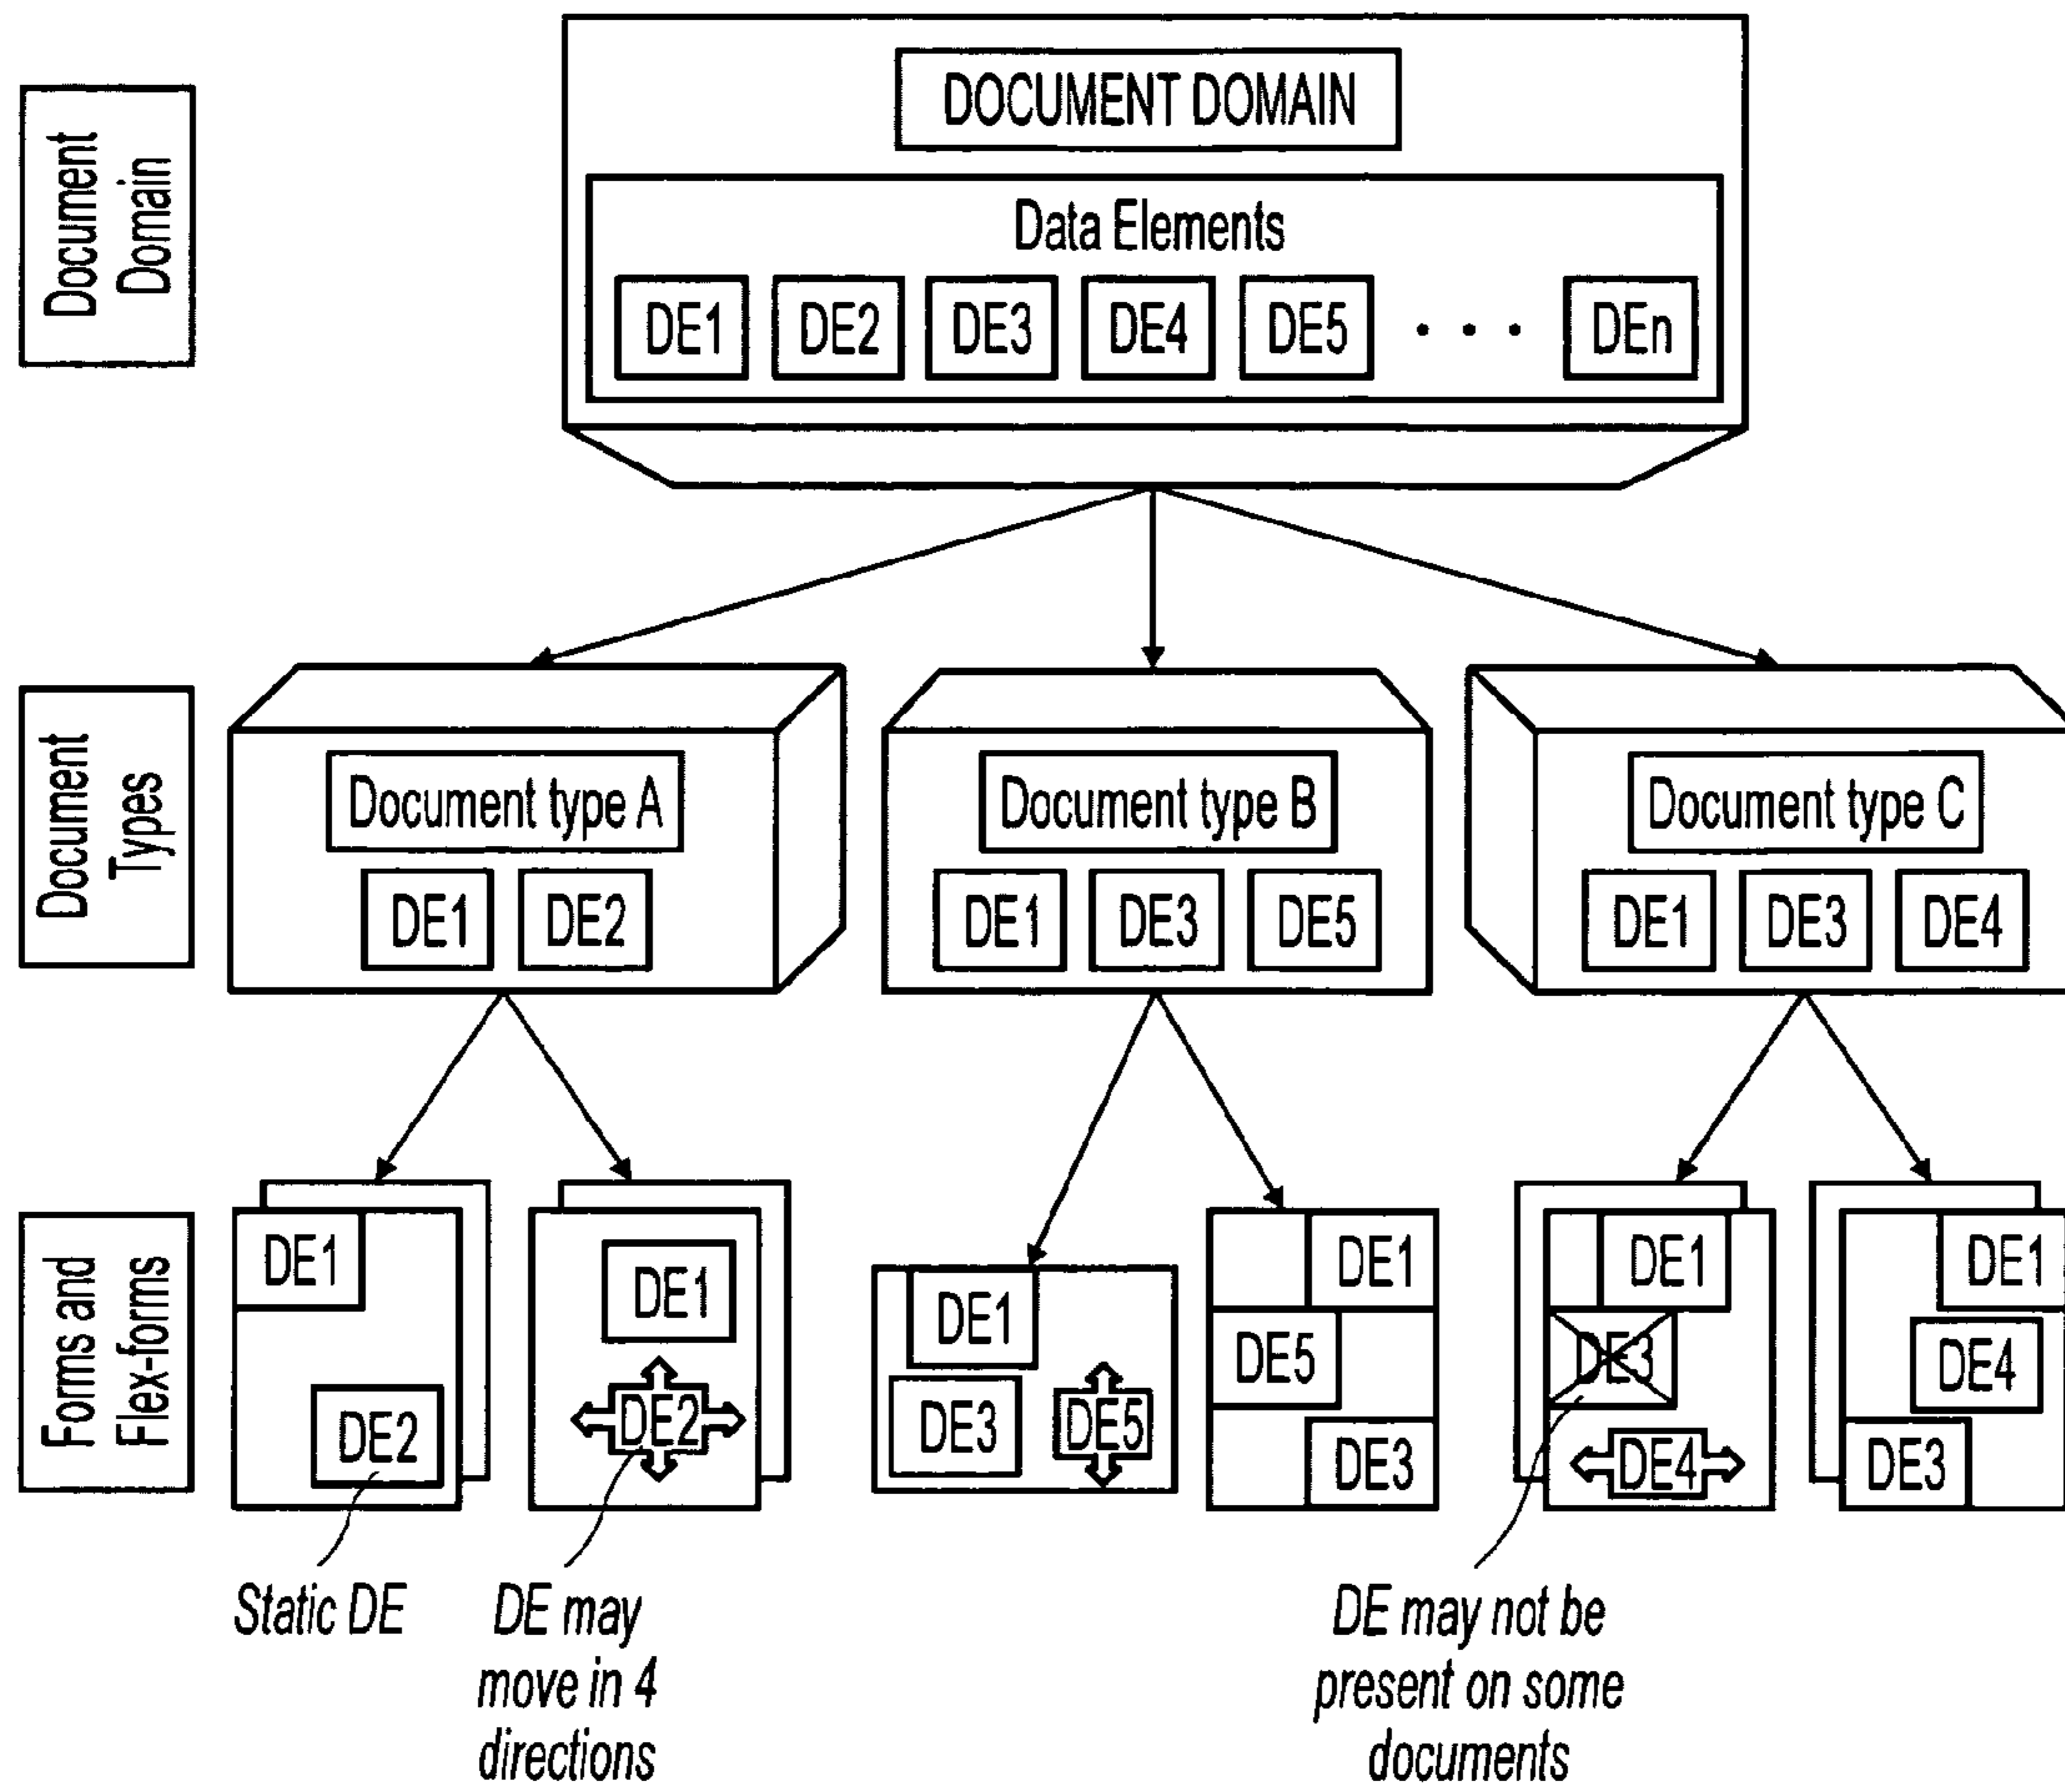 Document
Domain
DOCUMENT DOMAIN
Data Elements
DE1 DE2 DE3 DE4 DE5 . . . DEn
Document
Types
Document type A
DE1 DE2
Document type B
DE1 DE3 DE5
Document type C
DE1 DE3 DE4
Forms and
Flex-forms
DE1
DE2
DE1
DE2
DE1
DE3 DE5
DE1
DE5
DE3
DE1
DE3
DE4
DE1
DE4
DE3
Static DE
DE may
move in 4
directions
DE may not be
present on some
documents